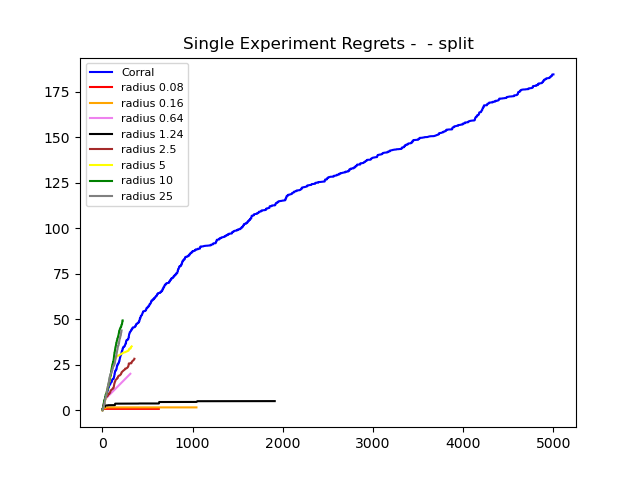 Single Experiment Regrets -  - split
Corral
radius 0.08
radius 0.16
radius 0.64
radius 1.24
radius 2.5
radius 5
radius 10
radius 25
175
150
125
100
75
50
25
0
0 1000 2000 3000 4000 5000